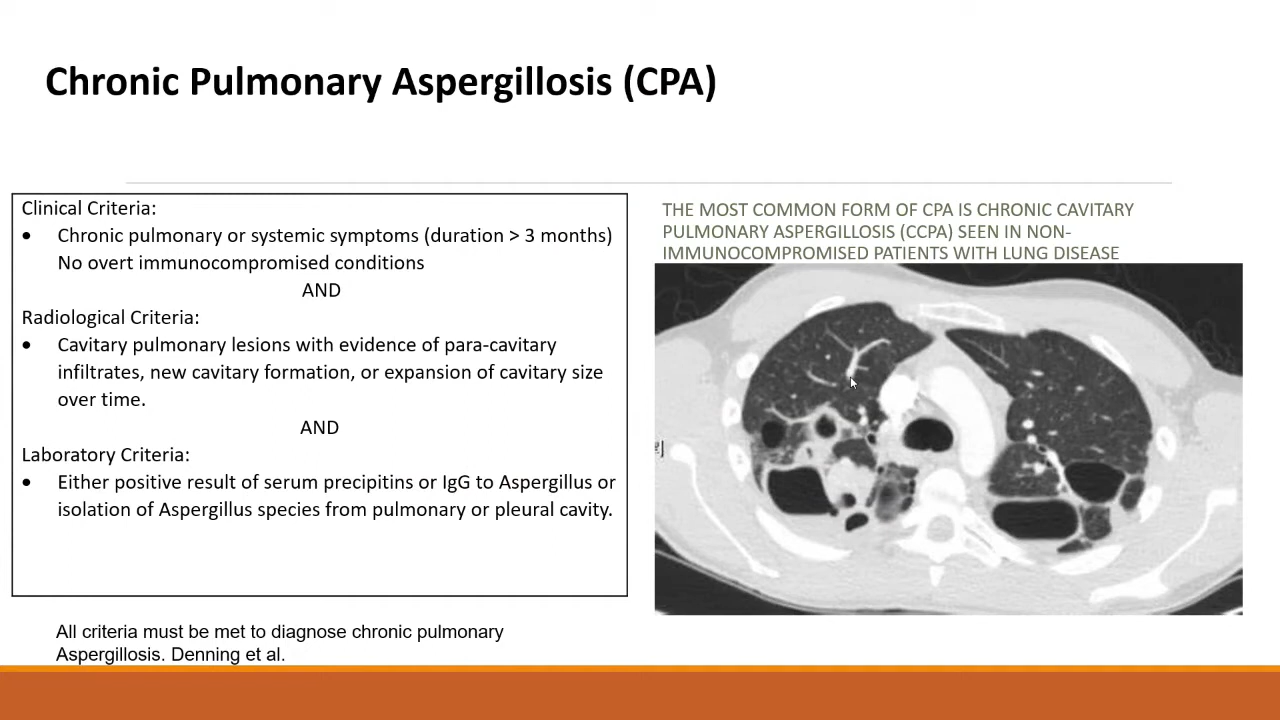 Chronic Pulmonary Aspergillosis (CPA)
Clinical Criteria:
• Chronic pulmonary or systemic symptoms (duration > 3 months)
No overt immunocompromised conditions
AND
Radiological Criteria:
• Cavitary pulmonary lesions with evidence of para-cavitary
infiltrates, new cavitary formation, or expansion of cavitary size
over time.
AND
Laboratory Criteria:
• Either positive result of serum precipitins or IgG to Aspergillus or
isolation of Aspergillus species from pulmonary or pleural cavity.
All criteria must be met to diagnose chronic pulmonary
Aspergillosis. Denning et al.
THE MOST COMMON FORM OF CPA IS CHRONIC CAVITARY
PULMONARY ASPERGILLOSIS (CCPA) SEEN IN NON-
IMMUNOCOMPROMISED PATIENTS WITH LUNG DISEASE